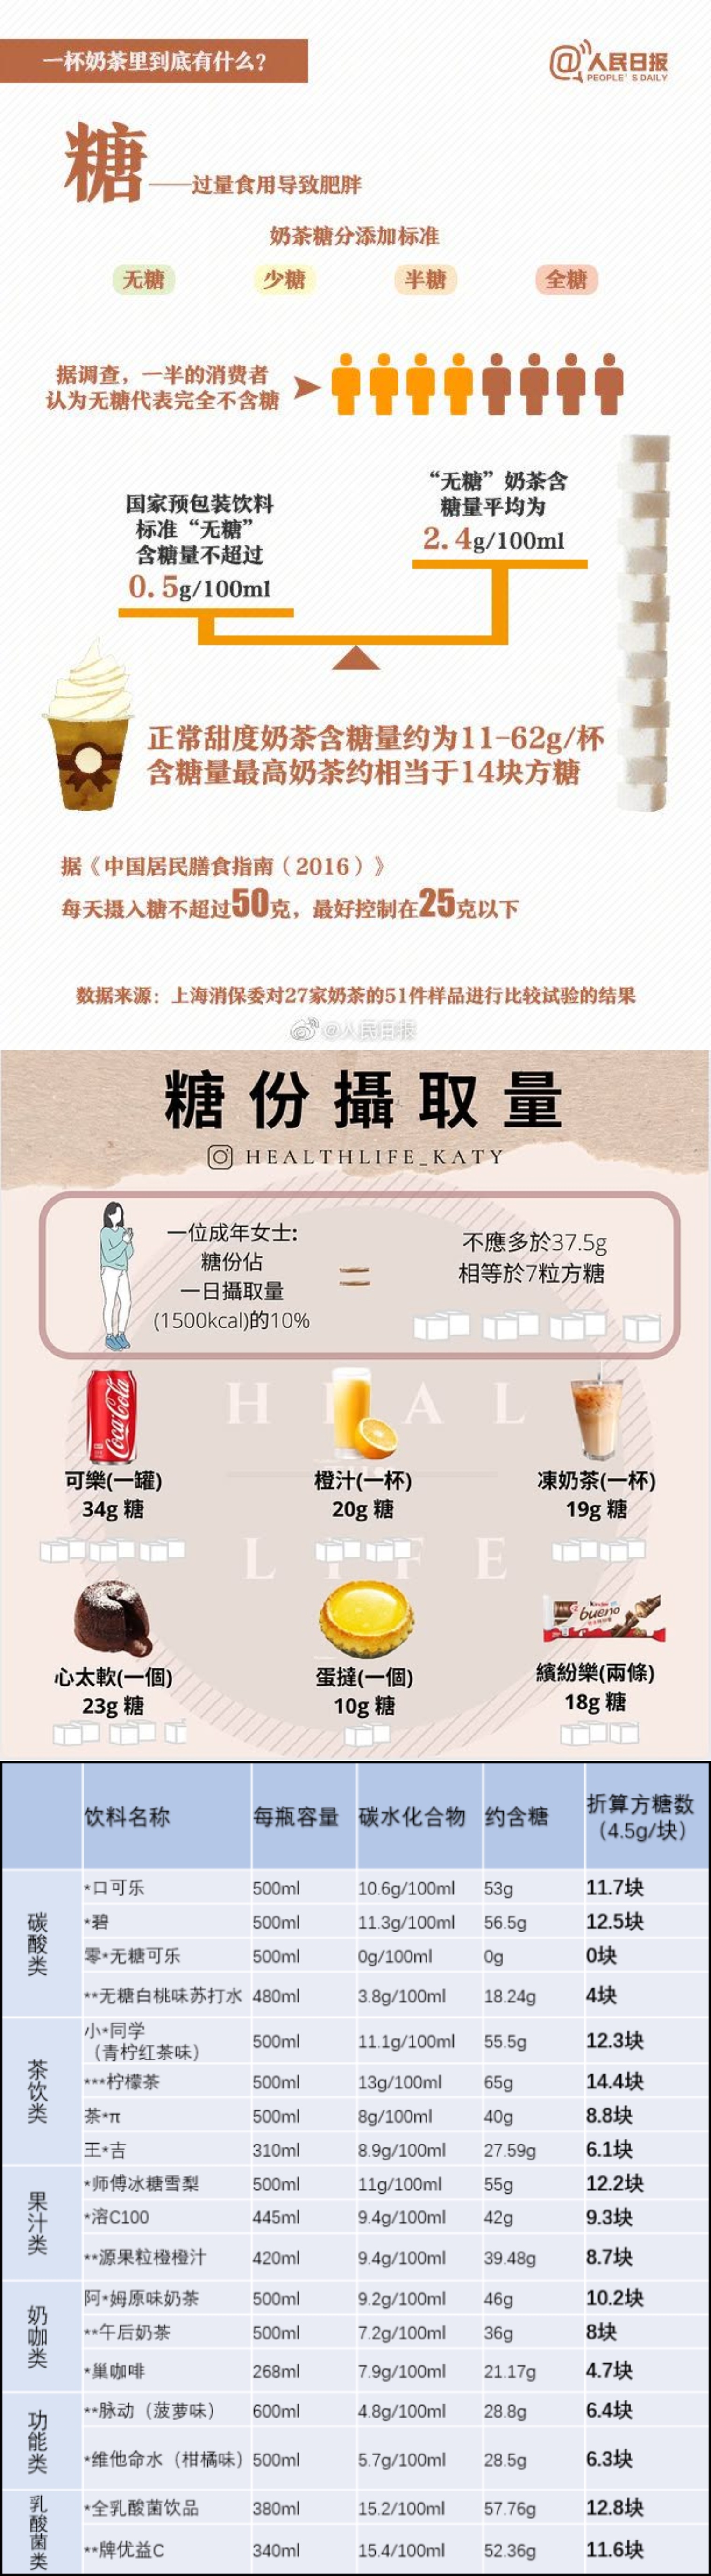 一杯奶茶里到底有什么?
@人民日报
PEOPLE'S DAILY
糖——过量食用导致肥胖
奶茶糖分添加标准
无糖 少糖 半糖 全糖
据调查，一半的消费者
认为无糖代表完全不含糖
国家预包装饮料
标准“无糖”
含糖量不超过
0.5g/100ml
“无糖”奶茶含
糖量平均为
2.4g/100ml
正常甜度奶茶含糖量约为11-62g/杯
含糖量最高奶茶约相当于14块方糖
据《中国居民膳食指南（2016）》
每天摄入糖不超过50克，最好控制在25克以下
数据来源：上海消保委对27家奶茶的51件样品进行比较试验的结果
@人民日报
糖份攝取量
HEALTHLIFE_KATY
一位成年女士:
糖份佔
一日攝取量
(1500kcal)的10%
=
不應多於37.5g
相等於7粒方糖
HEAL
Coca-Cola
可樂(一罐)
34g 糖
橙汁(一杯)
20g 糖
凍奶茶(一杯)
19g 糖
LIFE
kinder
bueno
心太軟(一個)
23g 糖
蛋撻(一個)
10g 糖
繽紛樂(兩條)
18g 糖
饮料名称 每瓶容量 碳水化合物 约含糖 折算方糖数（4.5g/块）
碳酸类
*口可乐 500ml 10.6g/100ml 53g 11.7块
*碧 500ml 11.3g/100ml 56.5g 12.5块
零*无糖可乐 500ml 0g/100ml 0g 0块
**无糖白桃味苏打水 480ml 3.8g/100ml 18.24g 4块
茶饮类
小*同学（青柠红茶味） 500ml 11.1g/100ml 55.5g 12.3块
***柠檬茶 500ml 13g/100ml 65g 14.4块
茶*π 500ml 8g/100ml 40g 8.8块
王*吉 310ml 8.9g/100ml 27.59g 6.1块
果汁类
*师傅冰糖雪梨 500ml 11g/100ml 55g 12.2块
*溶C100 445ml 9.4g/100ml 42g 9.3块
**源果粒橙橙汁 420ml 9.4g/100ml 39.48g 8.7块
奶咖类
阿*姆原味奶茶 500ml 9.2g/100ml 46g 10.2块
**午后奶茶 500ml 7.2g/100ml 36g 8块
*巢咖啡 268ml 7.9g/100ml 21.17g 4.7块
功能类
**脉动（菠萝味） 600ml 4.8g/100ml 28.8g 6.4块
*维他命水（柑橘味） 500ml 5.7g/100ml 28.5g 6.3块
乳酸菌类
*全乳酸菌饮品 380ml 15.2/100ml 57.76g 12.8块
**牌优益C 340ml 15.4/100ml 52.36g 11.6块